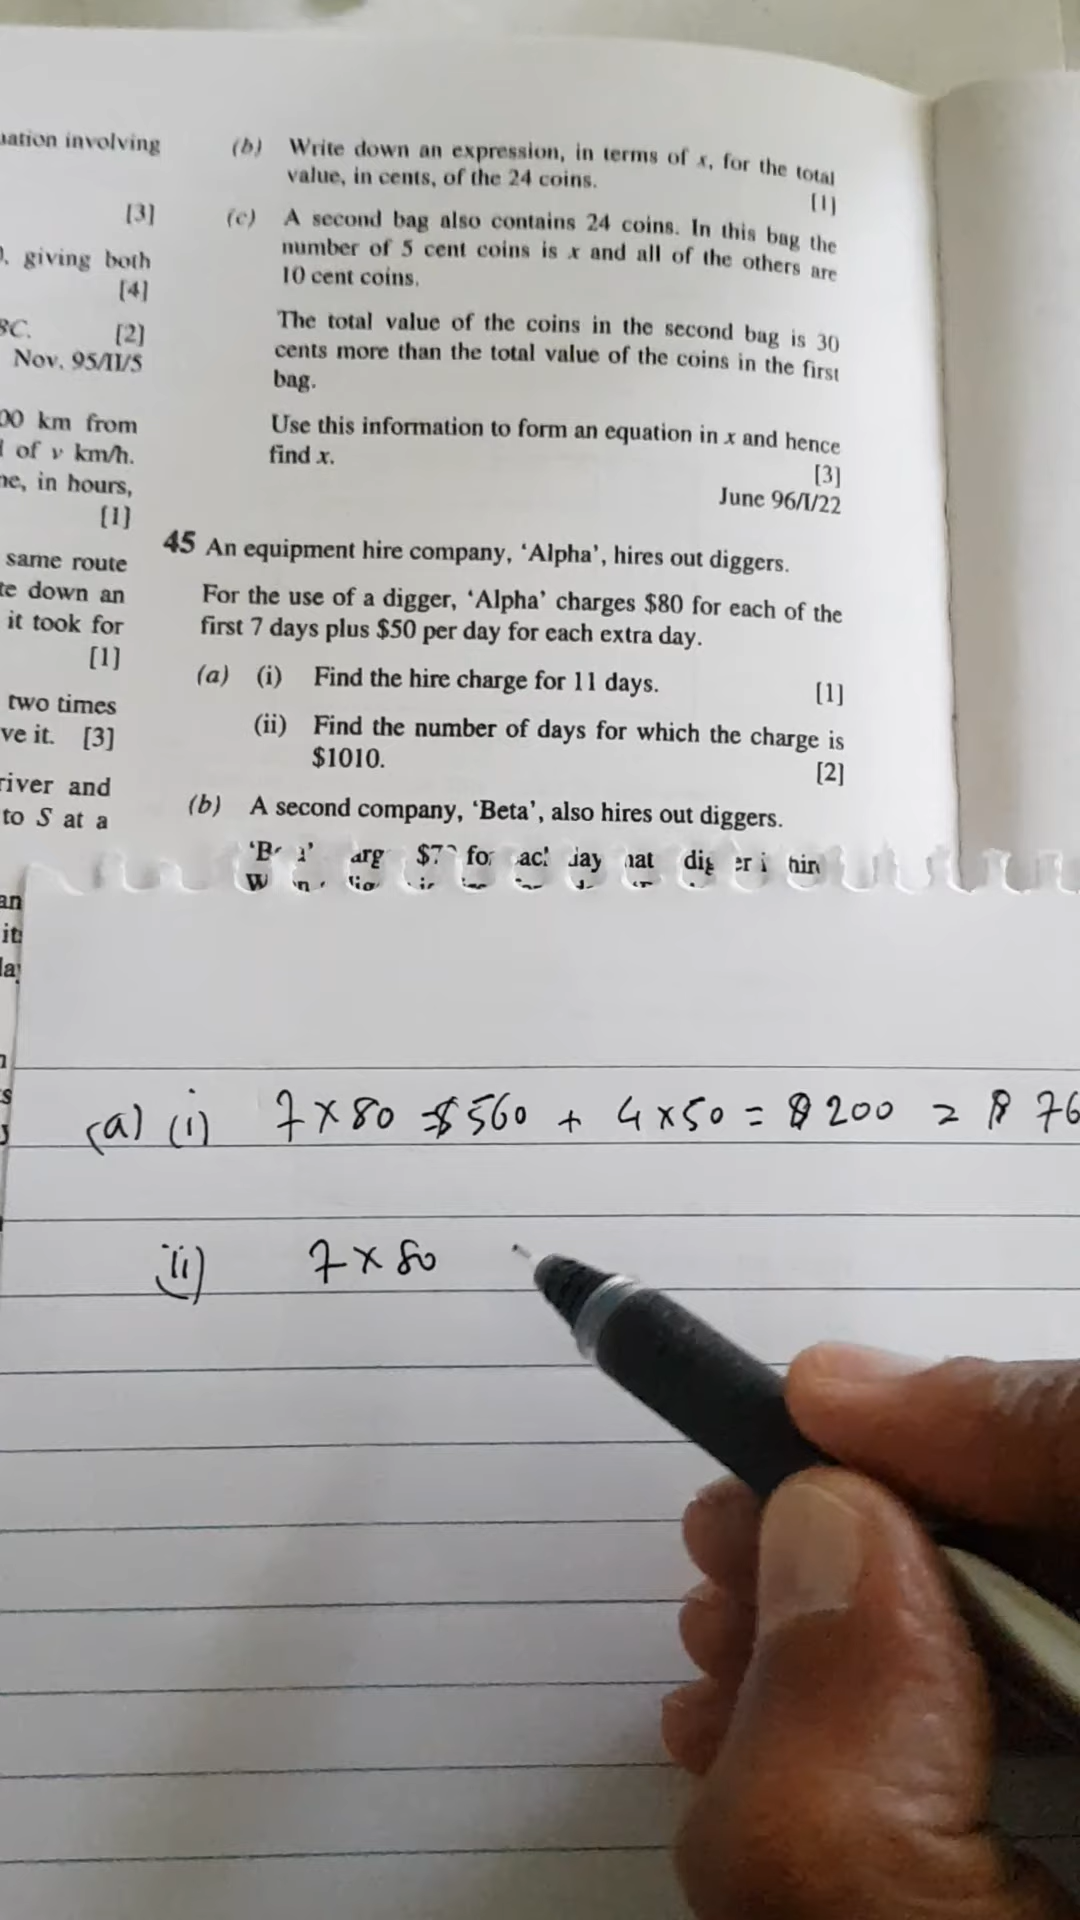 uation involving
[3]
giving both
[4]
BC. [2]
Nov. 95/II/5
00 km from
of v km/h.
ne, in hours,
[1]
same route
te down an
it took for
[1]
two times
ve it. [3]
river and
to S at a
(b) Write down an expression, in terms of x, for the total
value, in cents, of the 24 coins.
[1]
(c) A second bag also contains 24 coins. In this bag the
number of 5 cent coins is x and all of the others are
10 cent coins.
The total value of the coins in the second bag is 30
cents more than the total value of the coins in the first
bag.
Use this information to form an equation in x and hence
find x.
[3]
June 96/I/22
45 An equipment hire company, ‘Alpha’, hires out diggers.
For the use of a digger, ‘Alpha’ charges $80 for each of the
first 7 days plus $50 per day for each extra day.
(a) (i) Find the hire charge for 11 days. [1]
(ii) Find the number of days for which the charge is
$1010.
[2]
(b) A second company, ‘Beta’, also hires out diggers.
an
it
(a) (i) 7 × 80 = $560 + 4 × 50 = $200 = $76
(ii) 7 × 80